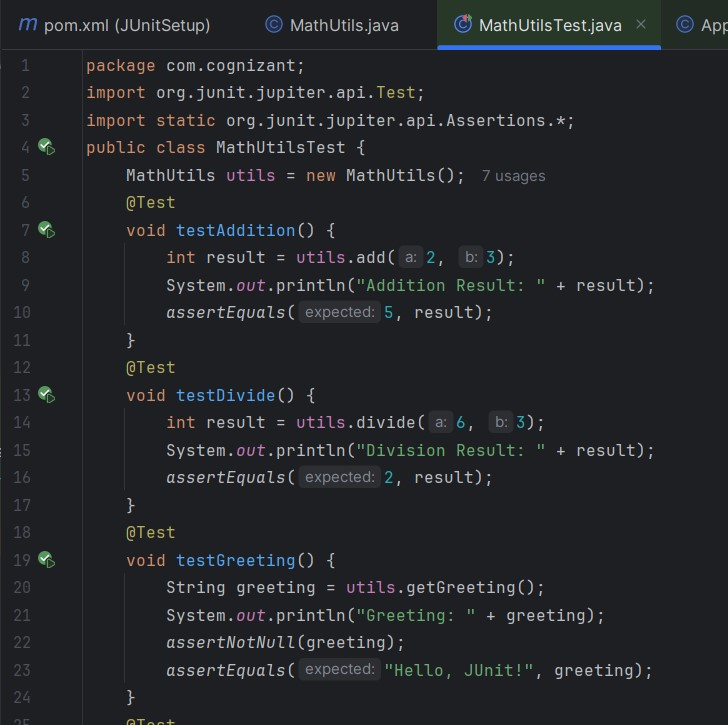 m pom.xml (JUnitSetup) C MathUtils.java C MathUtilsTest.java × C App
1 package com.cognizant;
2 import org.junit.jupiter.api.Test;
3 import static org.junit.jupiter.api.Assertions.*;
4 public class MathUtilsTest {
5 MathUtils utils = new MathUtils(); 7 usages
6 @Test
7 void testAddition() {
8 int result = utils.add( a: 2, b: 3);
9 System.out.println("Addition Result: " + result);
10 assertEquals( expected: 5, result);
11 }
12 @Test
13 void testDivide() {
14 int result = utils.divide( a: 6, b: 3);
15 System.out.println("Division Result: " + result);
16 assertEquals( expected: 2, result);
17 }
18 @Test
19 void testGreeting() {
20 String greeting = utils.getGreeting();
21 System.out.println("Greeting: " + greeting);
22 assertNotNull(greeting);
23 assertEquals( expected: "Hello, JUnit!", greeting);
24 }
25 @Test